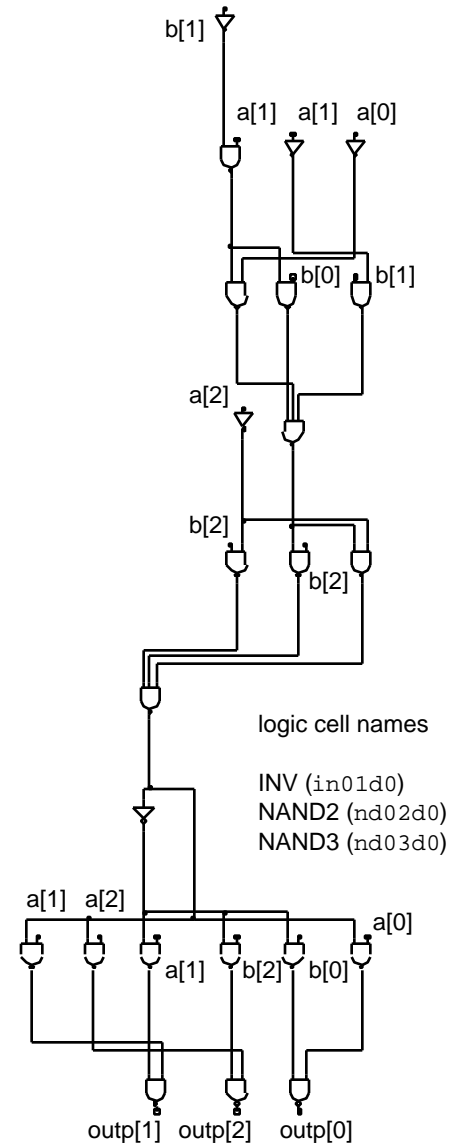 b[1]
a[1] a[1] a[0]
b[0] b[1]
a[2]
b[2]
b[2]
logic cell names
INV (in01d0)
NAND2 (nd02d0)
NAND3 (nd03d0)
a[1] a[2]
a[0]
a[1] b[2] b[0]
outp[1] outp[2] outp[0]